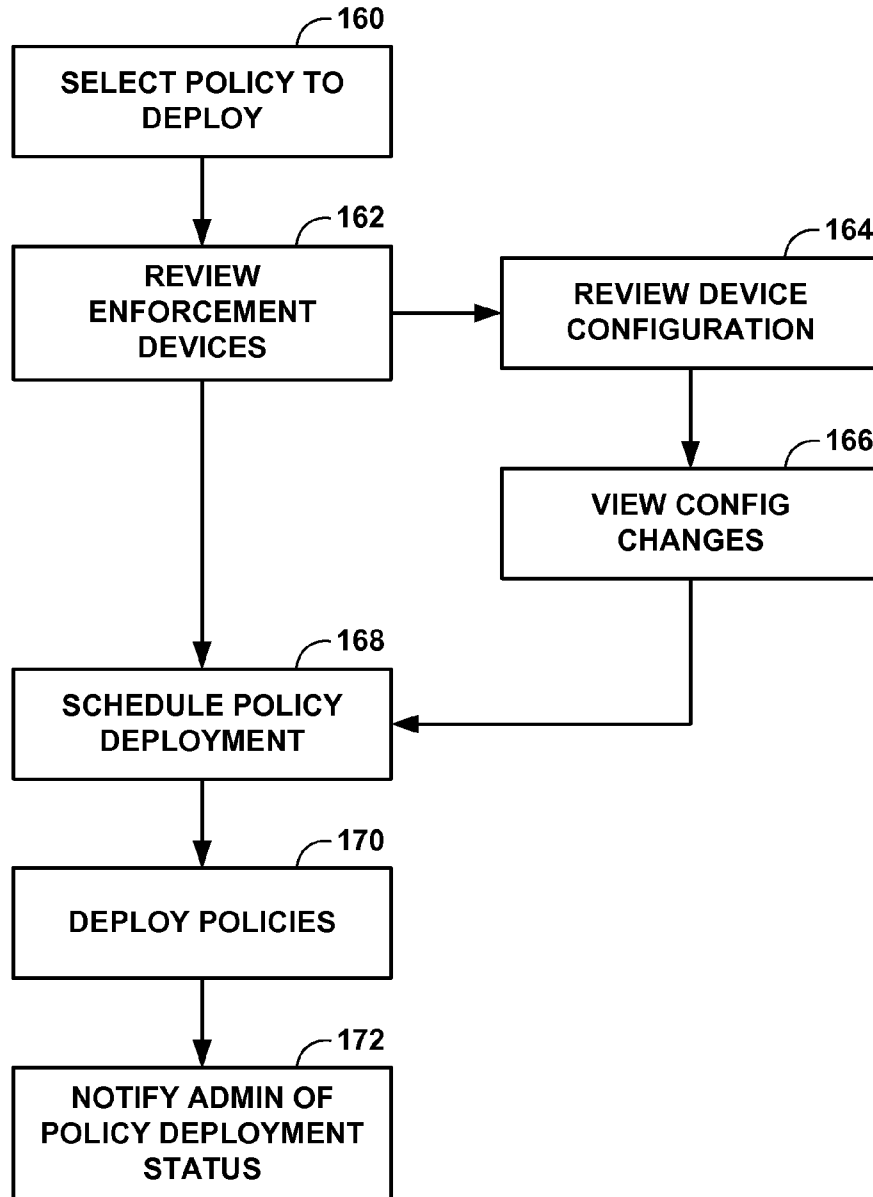 160
SELECT POLICY TO
DEPLOY
162
REVIEW
ENFORCEMENT
DEVICES
164
REVIEW DEVICE
CONFIGURATION
166
VIEW CONFIG
CHANGES
168
SCHEDULE POLICY
DEPLOYMENT
170
DEPLOY POLICIES
172
NOTIFY ADMIN OF
POLICY DEPLOYMENT
STATUS